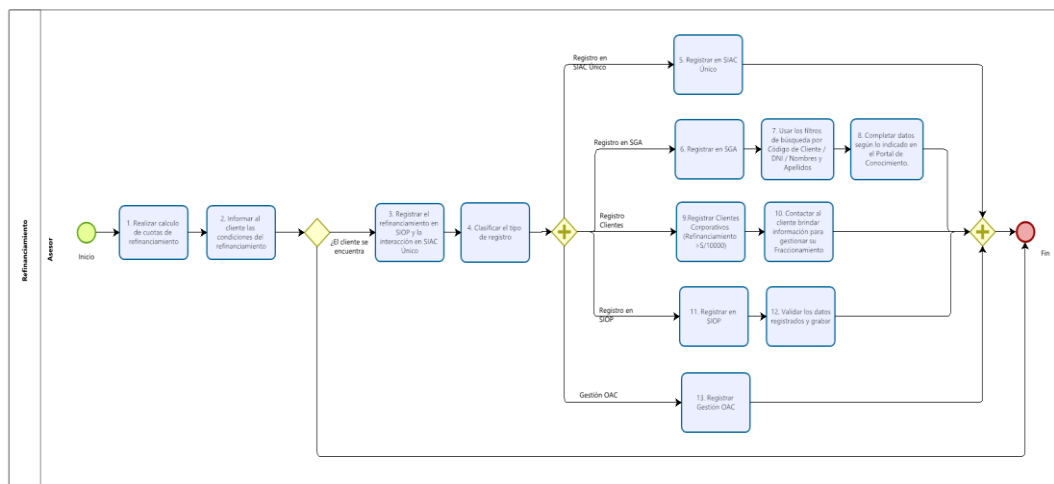 Refinanciamiento
Asesor
Inicio
1. Realizar calculo
de cuotas de
refinanciamiento
2. Informar al
cliente las
condiciones del
refinanciamiento
¿El cliente se
encuentra
3. Registrar el
refinanciamiento en
SIOP y la
interacción en SIAC
Único
4. Clasificar el tipo
de registro
Registro en
SIAC Único
5. Registrar en SIAC
Único
Registro en SGA
6. Registrar en SGA
7. Usar los filtros
de búsqueda por
Código de Cliente /
DNI / Nombres y
Apellidos
8. Completar datos
según lo indicado en
el Portal de
Conocimiento.
Registro
Clientes
9.Registrar Clientes
Corporativos
(Refinanciamiento
>S/10000)
10. Contactar al
cliente brindar
información para
gestionar su
Fraccionamiento
Registro en
SIOP
11. Registrar en
SIOP
12. Validar los datos
registrados y grabar
Gestión OAC
13. Registrar
Gestión OAC
Fin